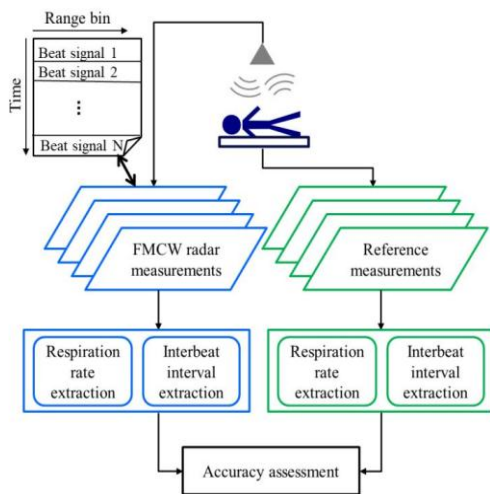 Range bin
Time
Beat signal 1
Beat signal 2
⋮
Beat signal N
FMCW radar
measurements
Reference
measurements
Respiration
rate
extraction
Interbeat
interval
extraction
Respiration
rate
extraction
Interbeat
interval
extraction
Accuracy assessment